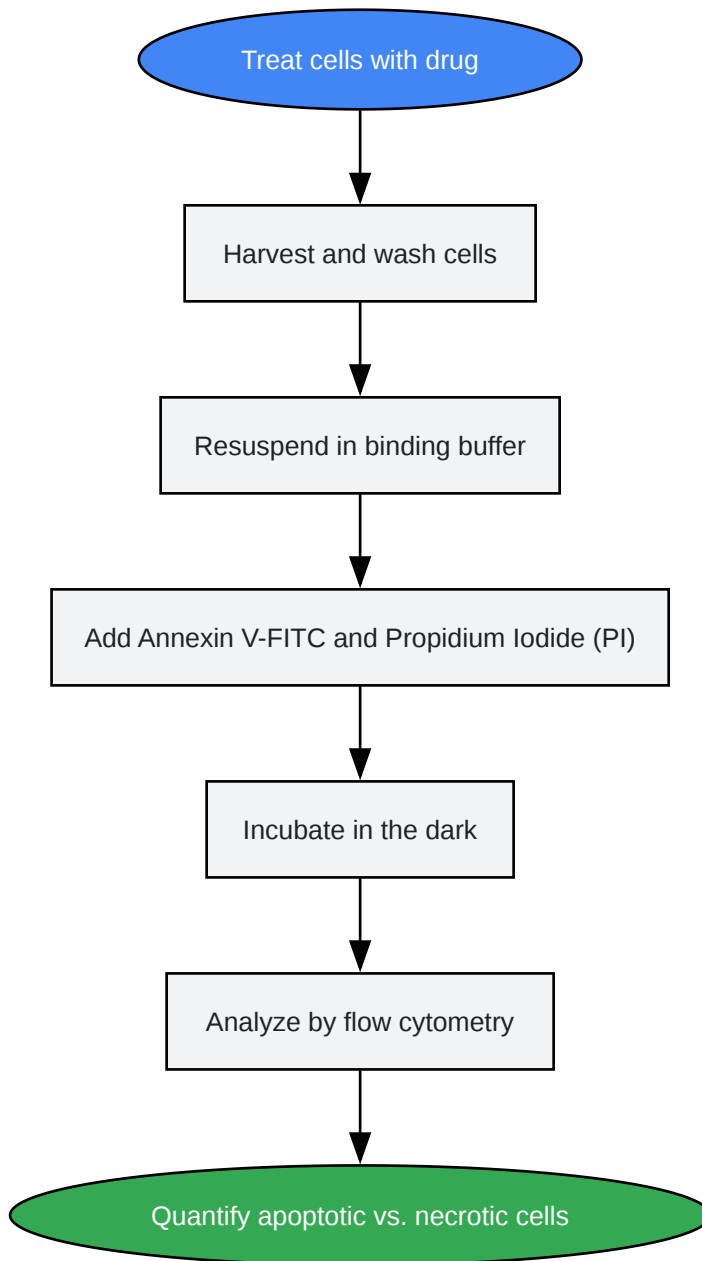 Treat cells with drug
Harvest and wash cells
Resuspend in binding buffer
Add Annexin V-FITC and Propidium Iodide (PI)
Incubate in the dark
Analyze by flow cytometry
Quantify apoptotic vs. necrotic cells